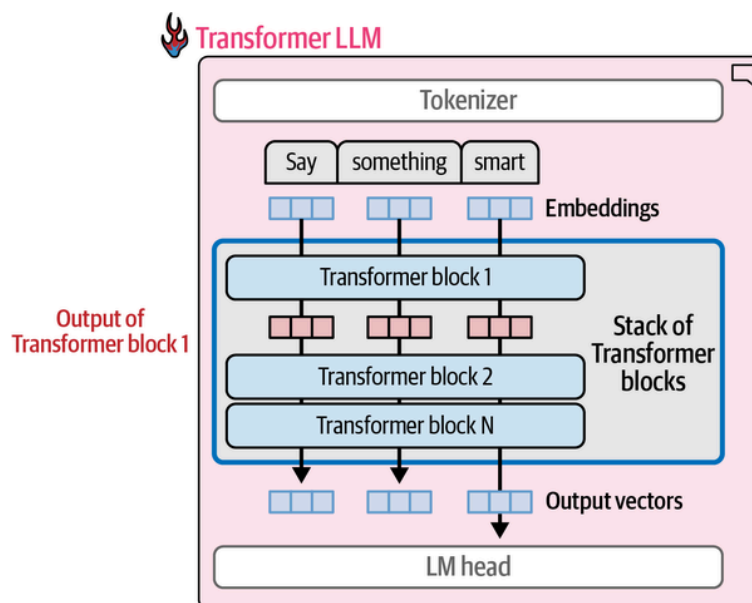 Transformer LLM
Tokenizer
Say something smart
Embeddings
Transformer block 1
Output of
Transformer block 1
Stack of
Transformer
blocks
Transformer block 2
Transformer block N
Output vectors
LM head